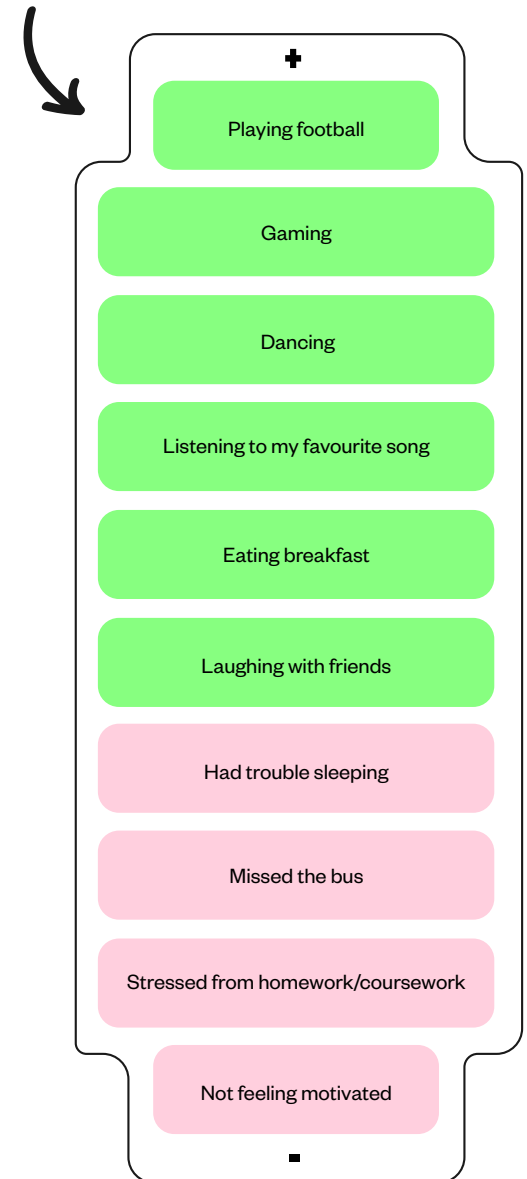 +
Playing football
Gaming
Dancing
Listening to my favourite song
Eating breakfast
Laughing with friends
Had trouble sleeping
Missed the bus
Stressed from homework/coursework
Not feeling motivated
-